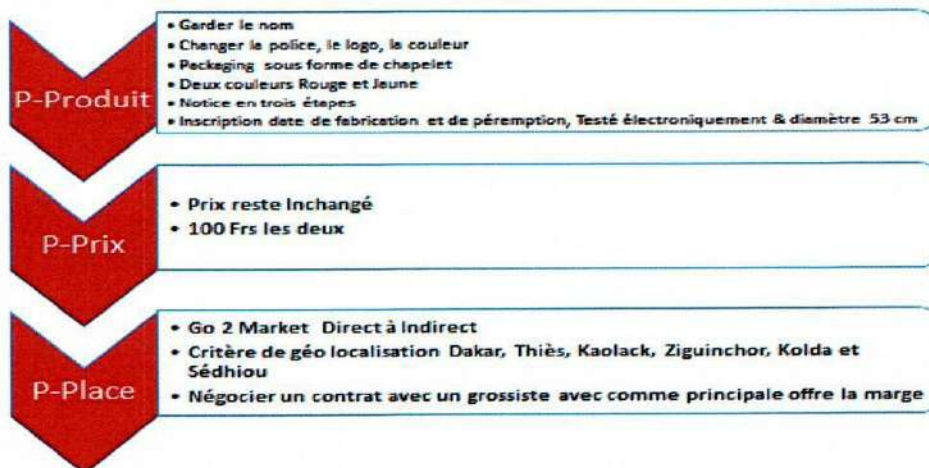 P-Produit
• Garder le nom
• Changer la police, le logo, la couleur
• Packaging sous forme de chapelet
• Deux couleurs Rouge et Jaune
• Notice en trois étapes
• Inscription date de fabrication et de péremption, Testé électroniquement & diamètre 53 cm
P-Prix
• Prix reste Inchangé
• 100 Frs les deux
P-Place
• Go 2 Market Direct à Indirect
• Critère de géo localisation Dakar, Thiès, Kaolack, Ziguinchor, Kolda et
Sédhiou
• Négocier un contrat avec un grossiste avec comme principale offre la marge